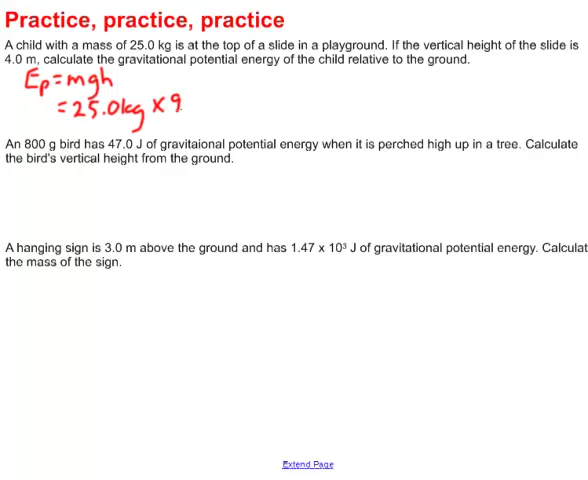 Practice, practice, practice
A child with a mass of 25.0 kg is at the top of a slide in a playground. If the vertical height of the slide is
4.0 m, calculate the gravitational potential energy of the child relative to the ground.
Ep = mgh
= 25.0kg x 9
An 800 g bird has 47.0 J of gravitaional potential energy when it is perched high up in a tree. Calculate
the bird's vertical height from the ground.
A hanging sign is 3.0 m above the ground and has 1.47 x 10³ J of gravitational potential energy. Calculat
the mass of the sign.
Extend Page